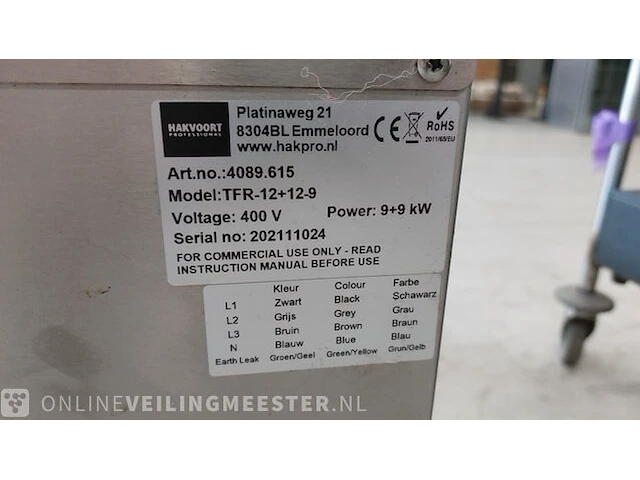 HAKVOORT
PROFESSIONAL
Platinaweg 21
8304BL Emmeloord
www.hakpro.nl
CE
RoHS
2011/65/EU
Art.no.:4089.615
Model:TFR-12+12-9
Voltage: 400 V Power: 9+9 kW
Serial no: 202111024
FOR COMMERCIAL USE ONLY - READ
INSTRUCTION MANUAL BEFORE USE
Kleur Colour Farbe
L1 Zwart Black Schawarz
L2 Grijs Grey Grau
L3 Bruin Brown Braun
N Blauw Blue Blau
Earth Leak Groen/Geel Green/Yellow Grun/Gelb
ONLINEVEILINGMEESTER.NL